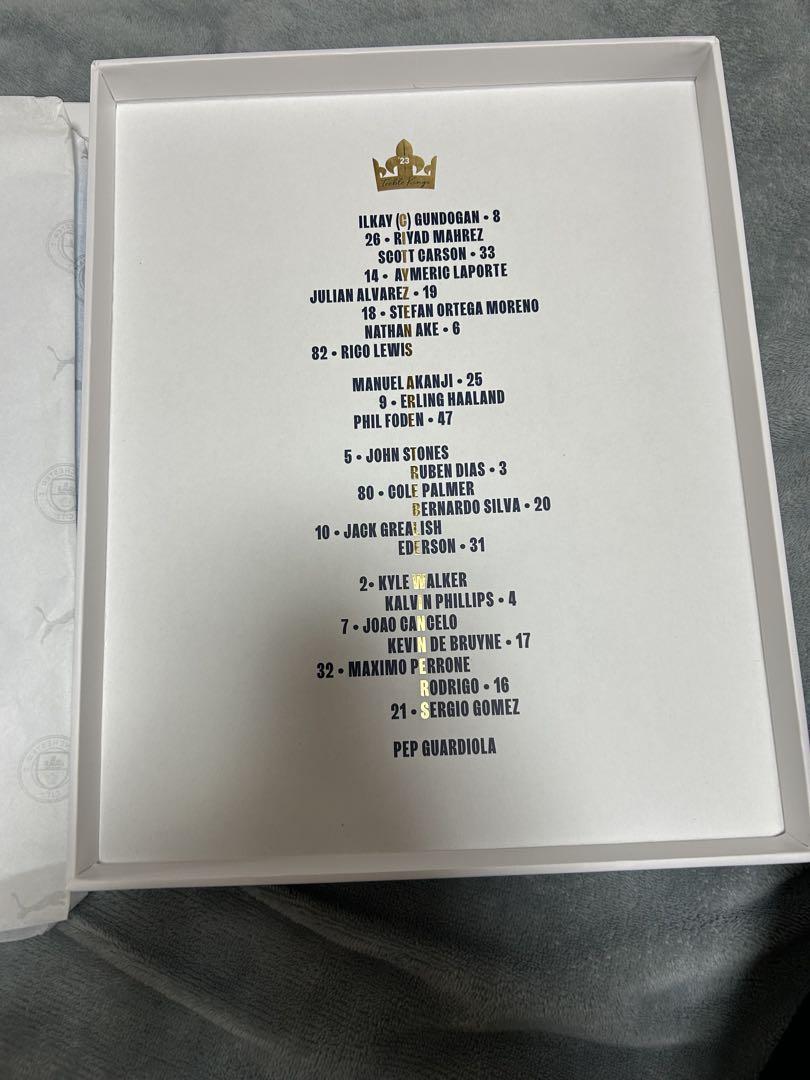 '23
Treble Kings
ILKAY (C) GUNDOGAN • 8
26 • RIYAD MAHREZ
SCOTT CARSON • 33
14 • AYMERIC LAPORTE
JULIAN ALVAREZ • 19
18 • STEFAN ORTEGA MORENO
NATHAN AKE • 6
82 • RICO LEWIS
MANUEL AKANJI • 25
9 • ERLING HAALAND
PHIL FODEN • 47
5 • JOHN STONES
RUBEN DIAS • 3
80 • COLE PALMER
BERNARDO SILVA • 20
10 • JACK GREALISH
EDERSON • 31
2• KYLE WALKER
KALVIN PHILLIPS • 4
7 • JOAO CANCELO
KEVIN DE BRUYNE • 17
32 • MAXIMO PERRONE
RODRIGO • 16
21 • SERGIO GOMEZ
PEP GUARDIOLA